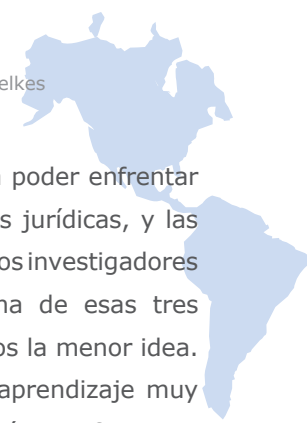 elkes
poder enfrentar
s jurídicas, y las
os investigadores
na de esas tres
os la menor idea.
aprendizaje muy